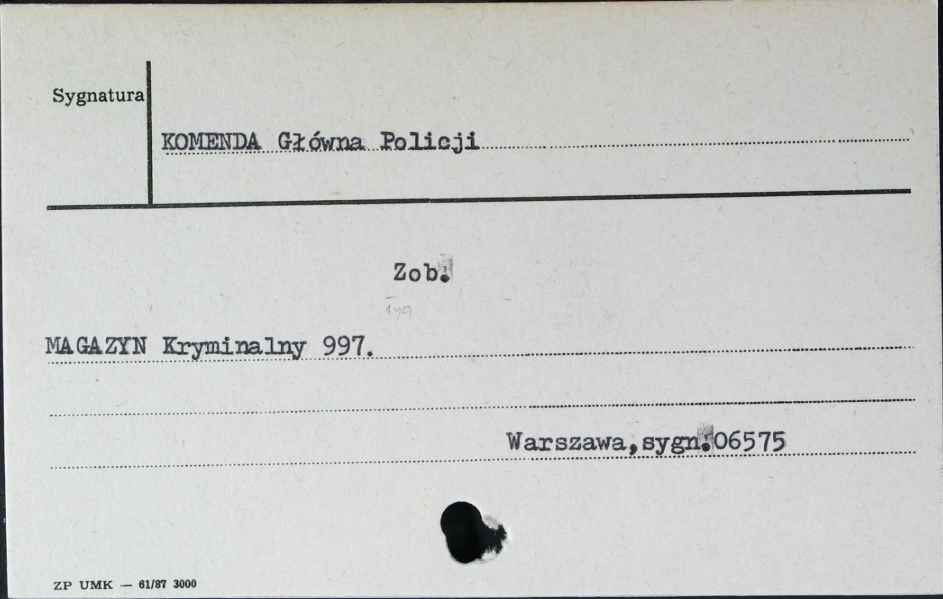 Sygnatura
KOMENDA Główna Policji
Zob.
MAGAZYN Kryminalny 997.
Warszawa,sygn.06575
ZP UMK — 61/87 3000